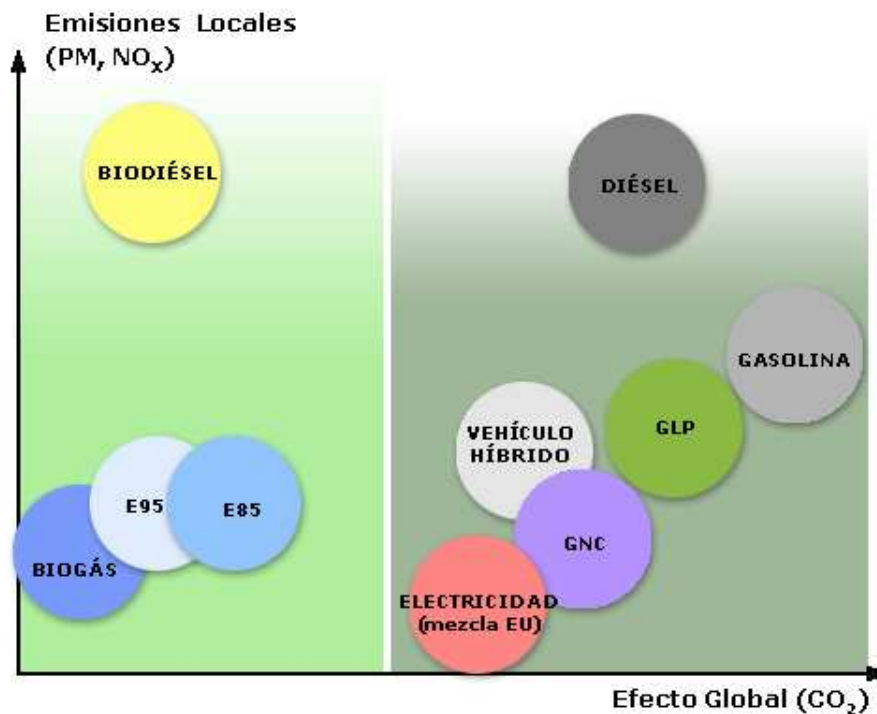 Emisiones Locales
(PM, NOx)
BIODIÉSEL
DIÉSEL
GASOLINA
GLP
VEHÍCULO
HÍBRIDO
E95
E85
GNC
BIOGÁS
ELECTRICIDAD
(mezcla EU)
Efecto Global (CO2)